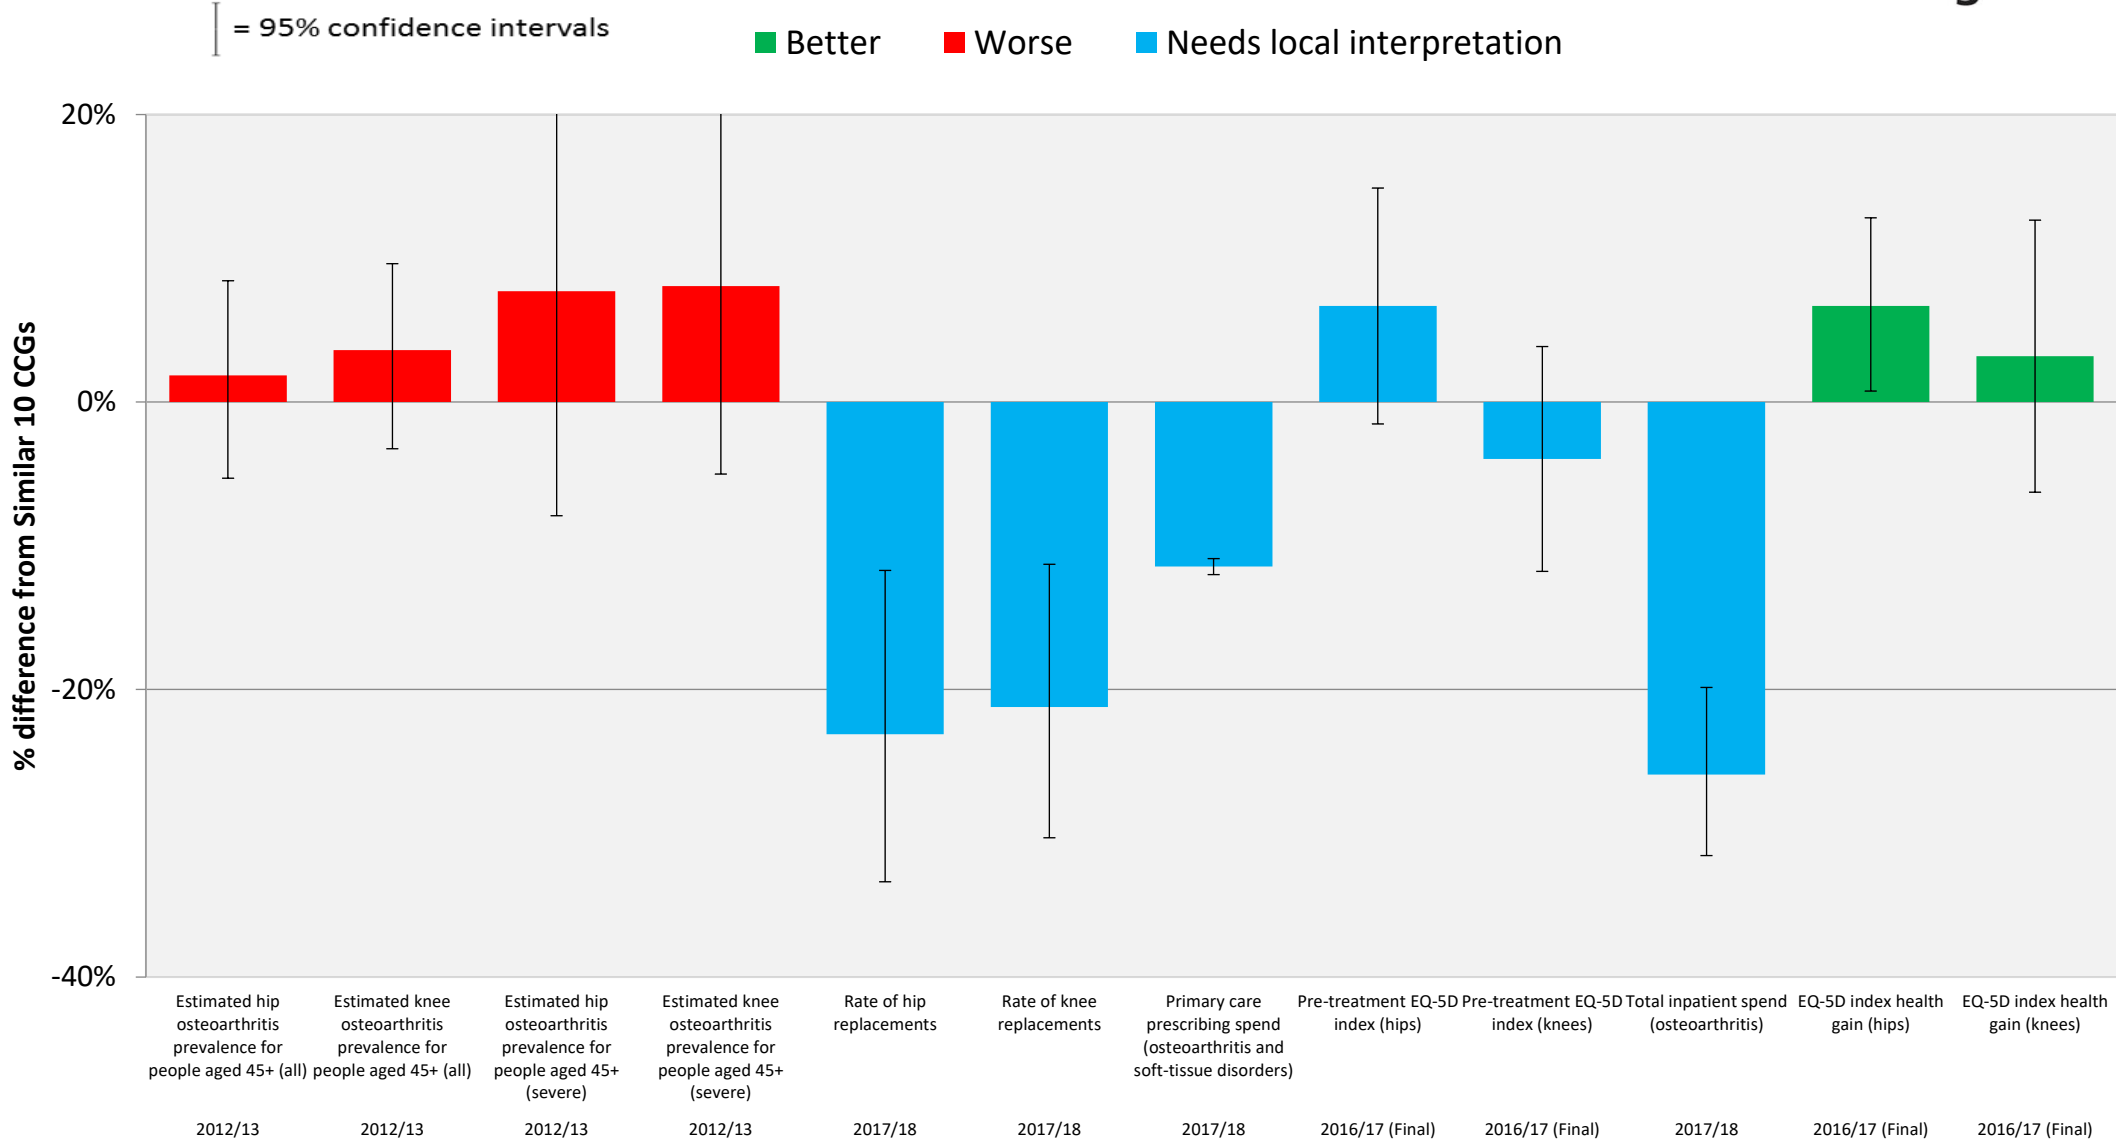 = 95% confidence intervals
Better Worse Needs local interpretation
20%
0%
-20%
-40%
% difference from Similar 10 CCGs
Estimated hip
osteoarthritis
prevalence for
people aged 45+ (all)
2012/13
Estimated knee
osteoarthritis
prevalence for
people aged 45+ (all)
2012/13
Estimated hip
osteoarthritis
prevalence for
people aged 45+
(severe)
2012/13
Estimated knee
osteoarthritis
prevalence for
people aged 45+
(severe)
2012/13
Rate of hip
replacements
2017/18
Rate of knee
replacements
2017/18
Primary care
prescribing spend
(osteoarthritis and
soft-tissue disorders)
2017/18
Pre-treatment EQ-5D
index (hips)
2016/17 (Final)
Pre-treatment EQ-5D
index (knees)
2016/17 (Final)
Total inpatient spend
(osteoarthritis)
2017/18
EQ-5D index health
gain (hips)
2016/17 (Final)
EQ-5D index health
gain (knees)
2016/17 (Final)